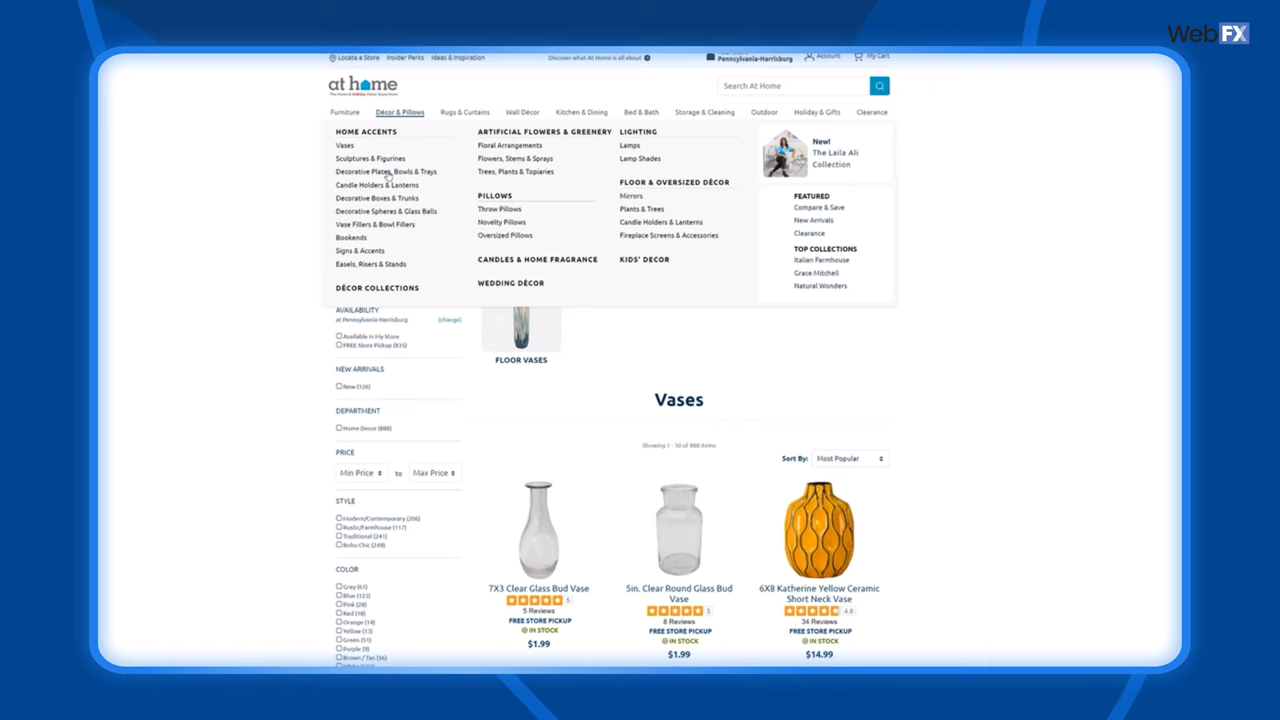 WebFX
Locate a Store Insider Perks Ideas & Inspiration
Discover what At Home is all about
Pennsylvania-Harrisburg
Account
My Cart
at home
Search At Home
Furniture Décor & Pillows Rugs & Curtains Wall Décor Kitchen & Dining Bed & Bath Storage & Cleaning Outdoor Holiday & Gifts Clearance
HOME ACCENTS
Vases
Sculptures & Figurines
Decorative Plates, Bowls & Trays
Candle Holders & Lanterns
Decorative Boxes & Trunks
Decorative Spheres & Glass Balls
Vase Fillers & Bowl Fillers
Bookends
Signs & Accents
Easels, Risers & Stands
DÉCOR COLLECTIONS
ARTIFICIAL FLOWERS & GREENERY
Floral Arrangements
Flowers, Stems & Sprays
Trees, Plants & Topiaries
PILLOWS
Throw Pillows
Novelty Pillows
Oversized Pillows
CANDLES & HOME FRAGRANCE
WEDDING DÉCOR
LIGHTING
Lamps
Lamp Shades
FLOOR & OVERSIZED DÉCOR
Mirrors
Plants & Trees
Candle Holders & Lanterns
Fireplace Screens & Accessories
KIDS' DECOR
New!
The Laila Ali
Collection
FEATURED
Compare & Save
New Arrivals
Clearance
TOP COLLECTIONS
Italian Farmhouse
Grace Mitchell
Natural Wonders
AVAILABILITY
at Pennsylvania-Harrisburg (change)
Available In My Store
FREE Store Pickup (835)
NEW ARRIVALS
New (126)
DEPARTMENT
Home Decor (888)
PRICE
Min Price to Max Price
STYLE
Modern/Contemporary (206)
Rustic/Farmhouse (117)
Traditional (241)
Boho Chic (249)
COLOR
Grey (61)
Blue (123)
Pink (28)
Red (18)
Orange (14)
Yellow (13)
Green (51)
Purple (9)
Brown / Tan (56)
FLOOR VASES
Vases
Showing 1 - 30 of 888 items
Sort By: Most Popular
7X3 Clear Glass Bud Vase
5
5 Reviews
FREE STORE PICKUP
IN STOCK
$1.99
5in. Clear Round Glass Bud
Vase
5
8 Reviews
FREE STORE PICKUP
IN STOCK
$1.99
6X8 Katherine Yellow Ceramic
Short Neck Vase
4.8
34 Reviews
FREE STORE PICKUP
IN STOCK
$14.99